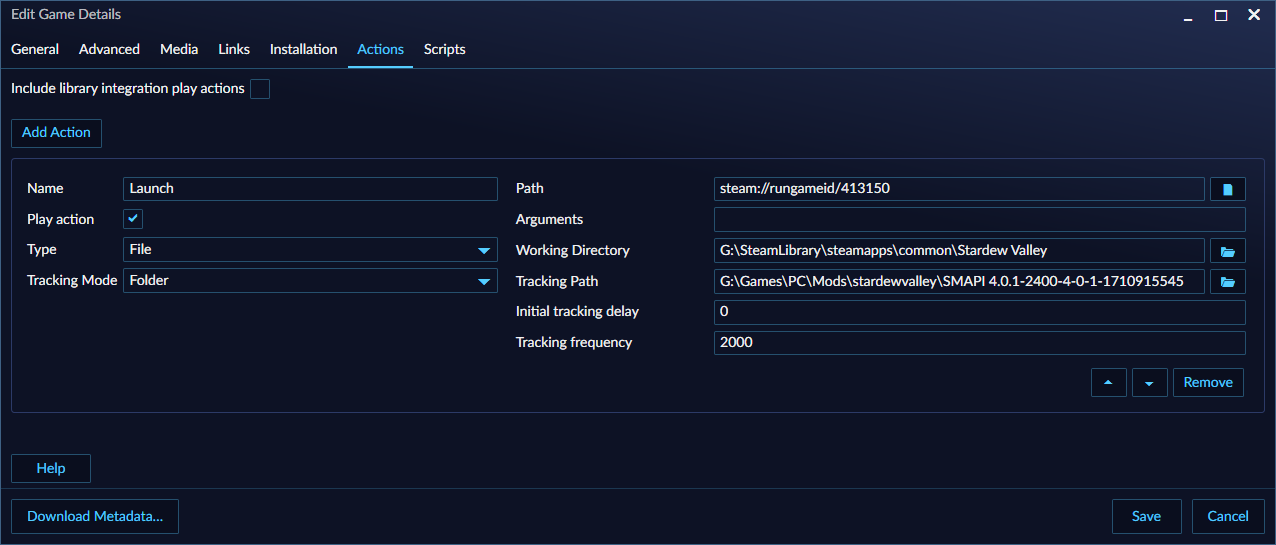 Edit Game Details
General Advanced Media Links Installation Actions Scripts
Include library integration play actions
Add Action
Name Launch
Play action
Type File
Tracking Mode Folder
Path steam://rungameid/413150
Arguments
Working Directory G:\SteamLibrary\steamapps\common\Stardew Valley
Tracking Path G:\Games\PC\Mods\stardewvalley\SMAPI 4.0.1-2400-4-0-1-1710915545
Initial tracking delay 0
Tracking frequency 2000
Remove
Help
Download Metadata... Save Cancel